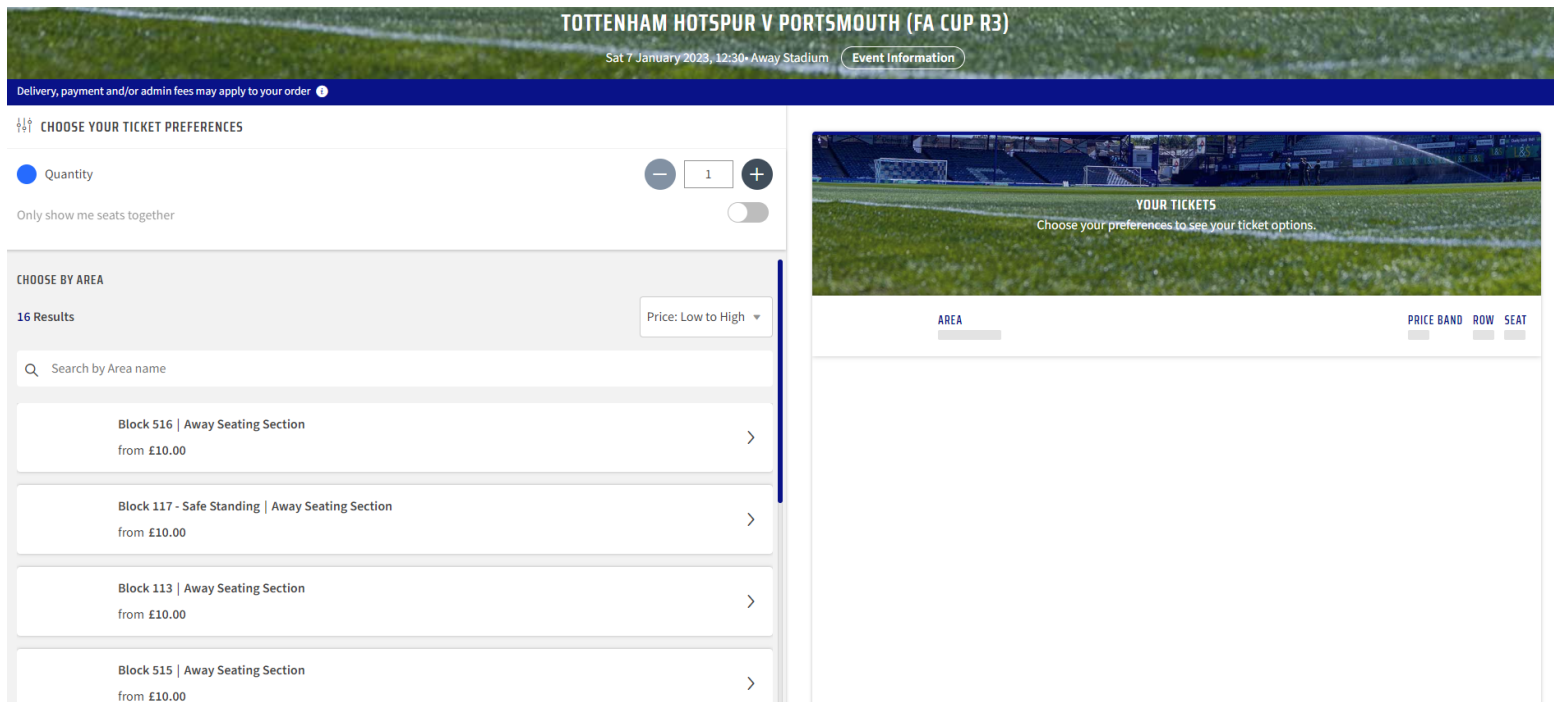 TOTTENHAM HOTSPUR V PORTSMOUTH (FA CUP R3)
Sat 7 January 2023, 12:30• Away Stadium Event Information
Delivery, payment and/or admin fees may apply to your order
CHOOSE YOUR TICKET PREFERENCES
Quantity
1
Only show me seats together
CHOOSE BY AREA
16 Results
Price: Low to High
Search by Area name
Block 516 | Away Seating Section
from £10.00
Block 117 - Safe Standing | Away Seating Section
from £10.00
Block 113 | Away Seating Section
from £10.00
Block 515 | Away Seating Section
from £10.00
YOUR TICKETS
Choose your preferences to see your ticket options.
AREA PRICE BAND ROW SEAT